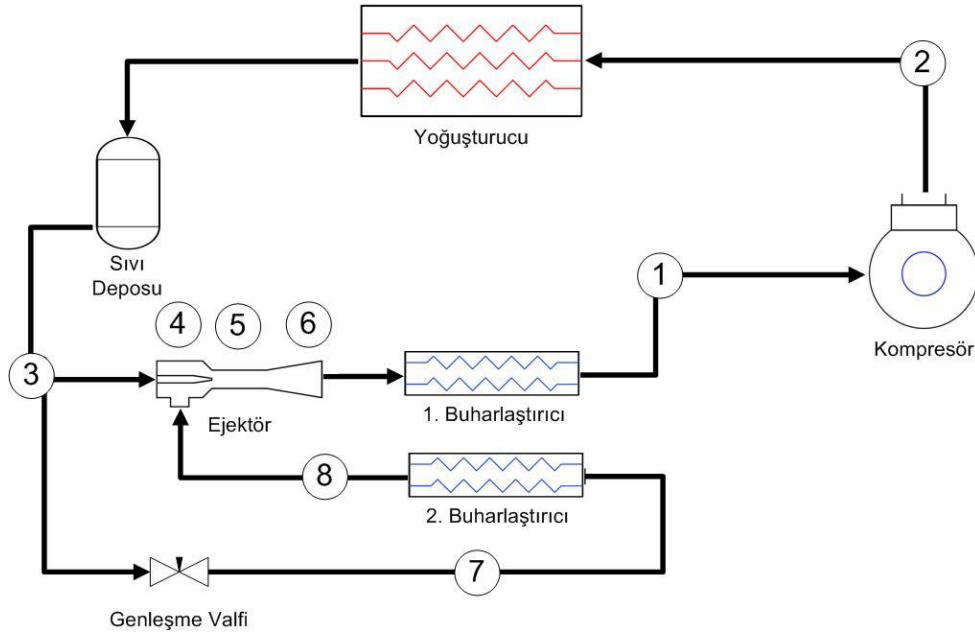 2
Yoğuşturucu
Sıvı
Deposu
1
Kompresör
4
5
6
3
Ejektör
1. Buharlaştırıcı
8
2. Buharlaştırıcı
7
Genleşme Valfi